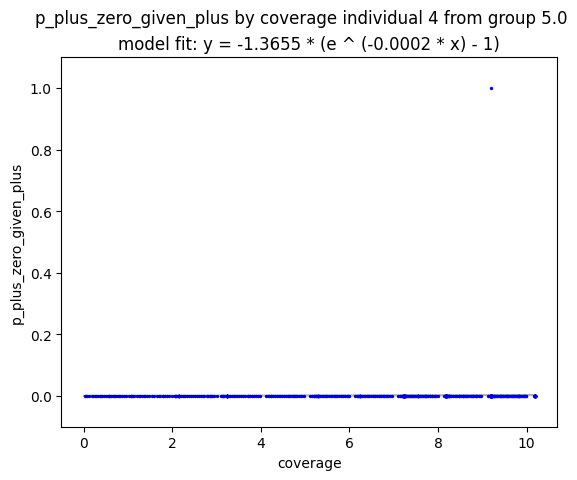 p_plus_zero_given_plus by coverage individual 4 from group 5.0
model fit: y = -1.3655 * (e ^ (-0.0002 * x) - 1)
p_plus_zero_given_plus
1.0
0.8
0.6
0.4
0.2
0.0
0 2 4 6 8 10
coverage